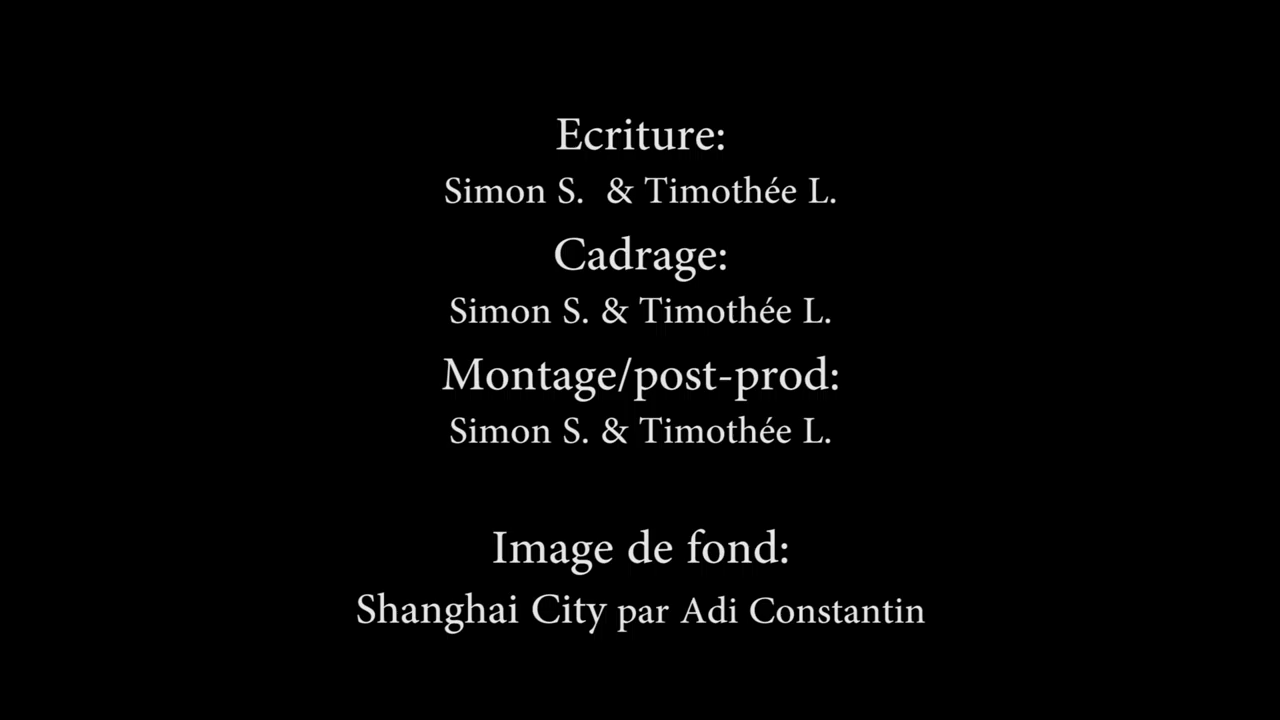 Ecriture:
Simon S.  & Timothée L.
Cadrage:
Simon S. & Timothée L.
Montage/post-prod:
Simon S. & Timothée L.
Image de fond:
Shanghai City par Adi Constantin